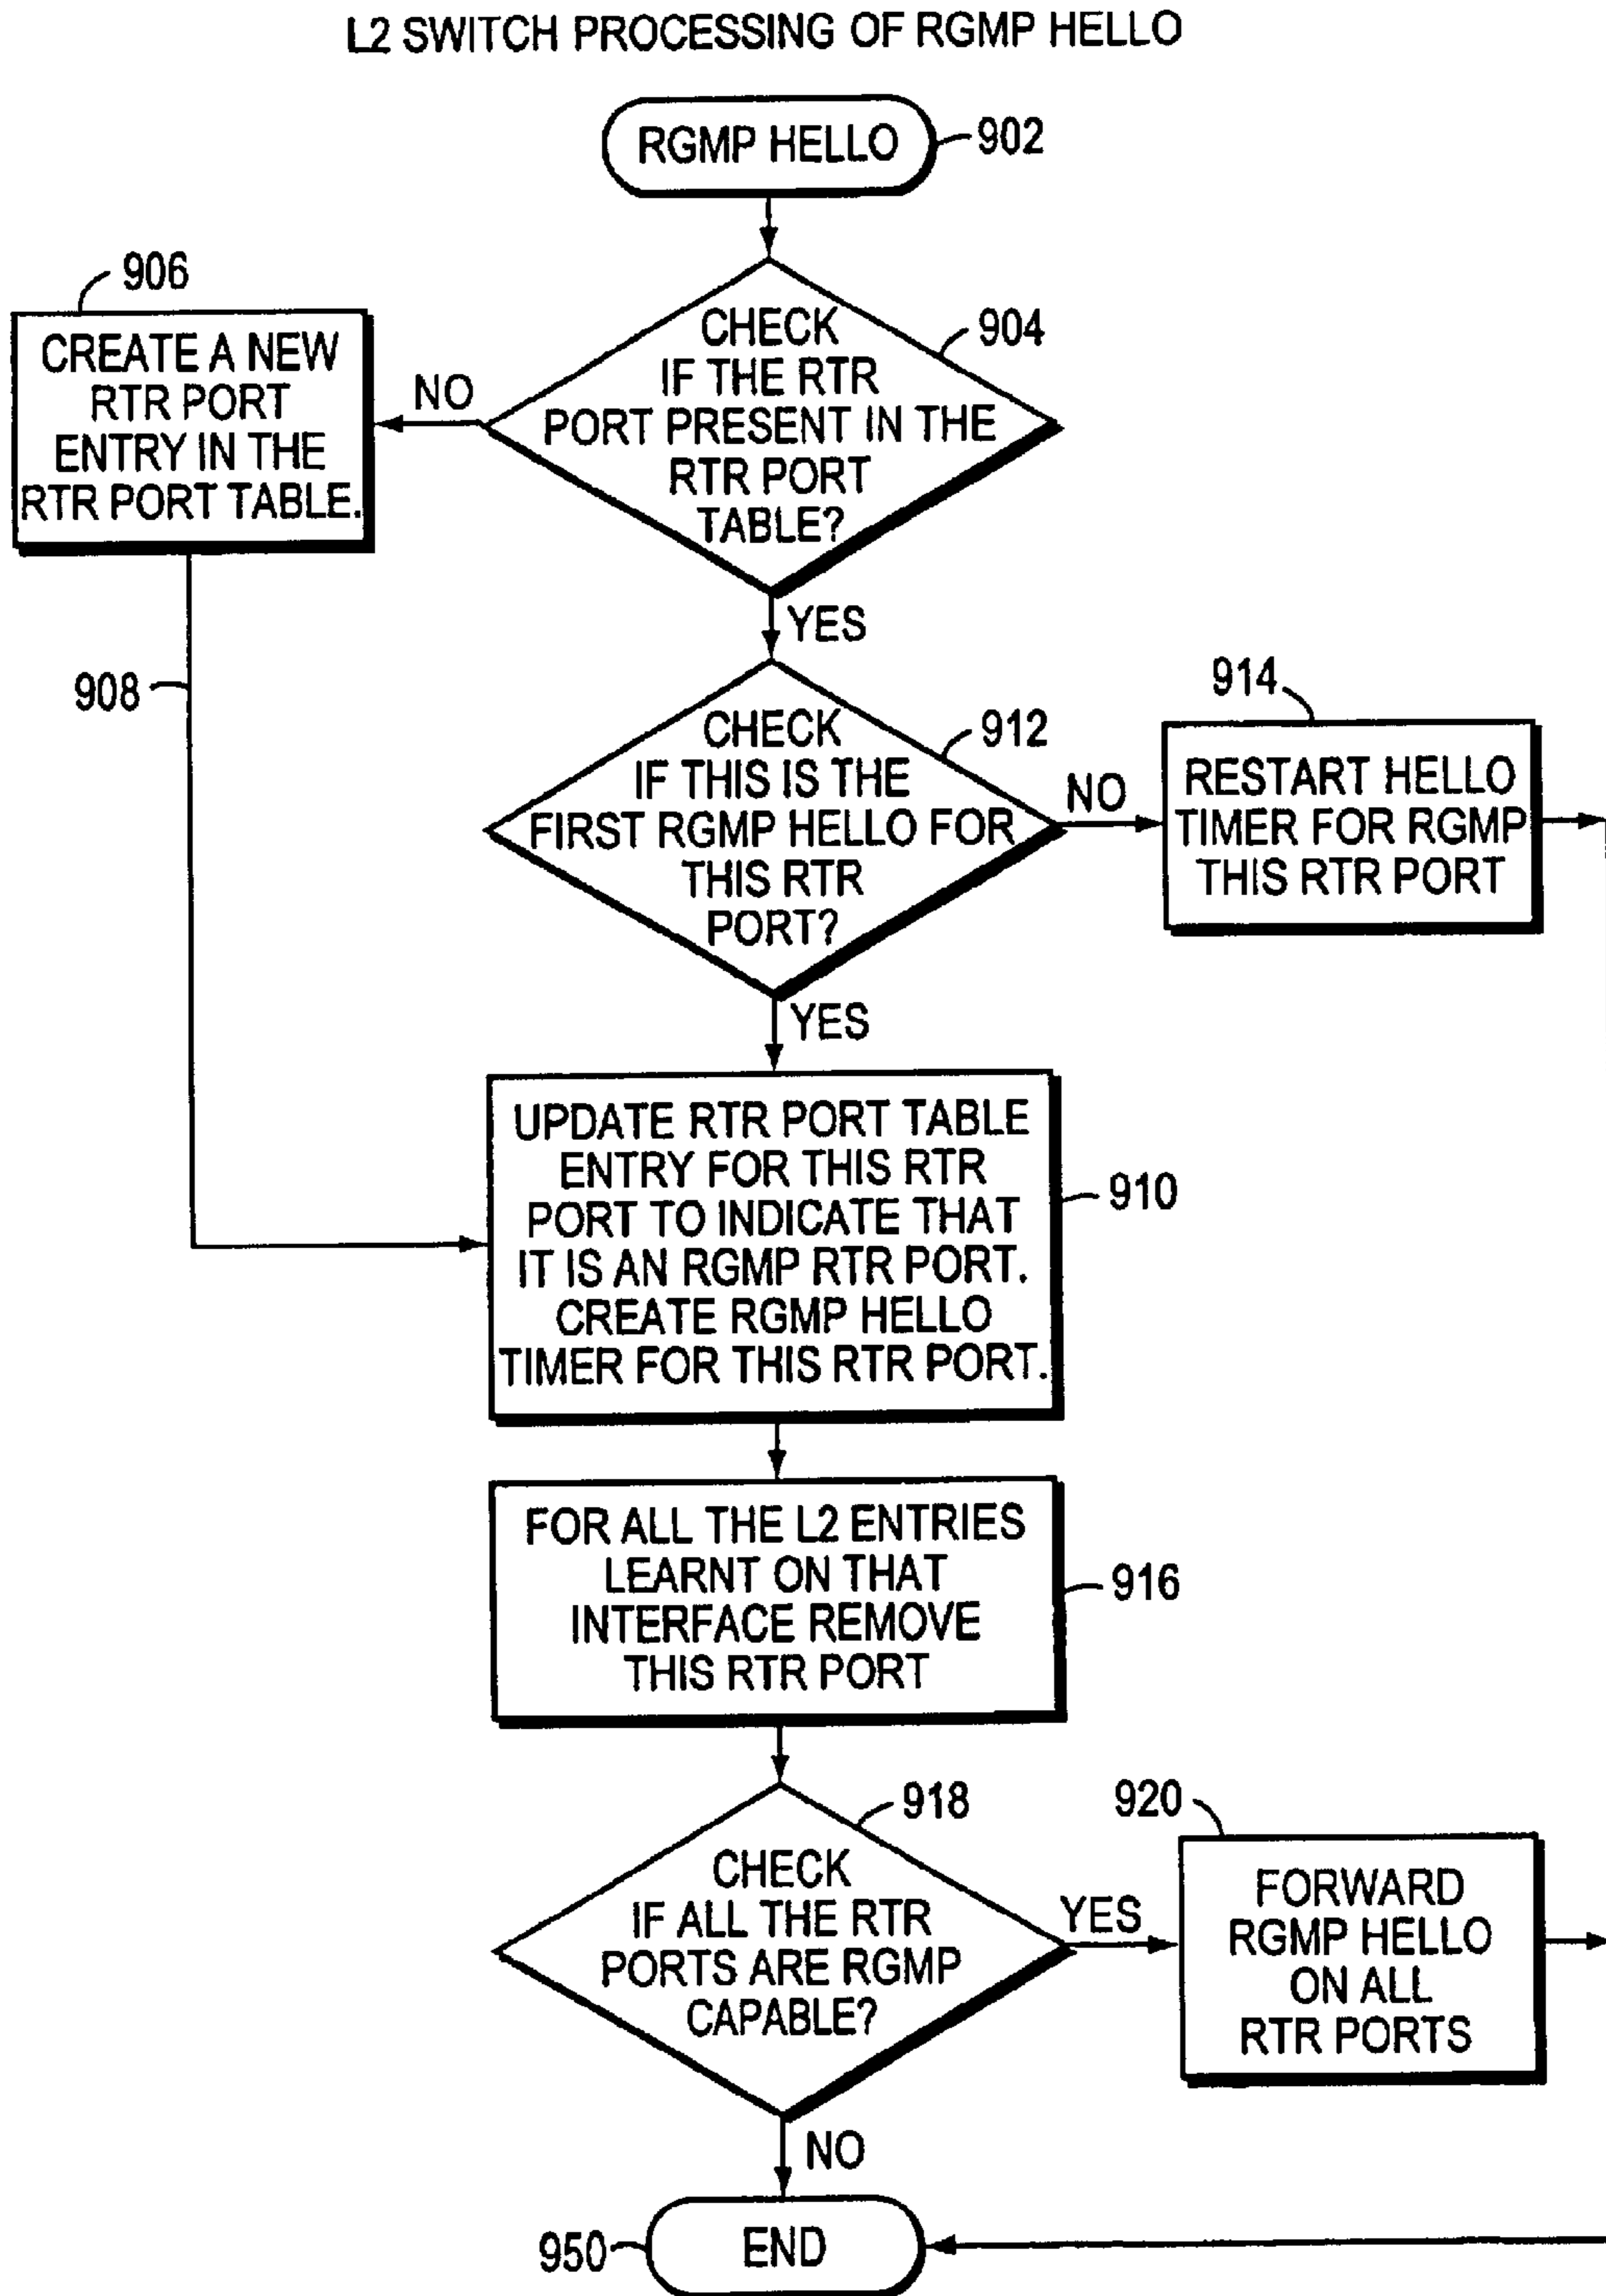 L2 SWITCH PROCESSING OF RGMP HELLO
RGMP HELLO
902
CHECK
IF THE RTR
PORT PRESENT IN THE
RTR PORT
TABLE?
904
NO
906
CREATE A NEW
RTR PORT
ENTRY IN THE
RTR PORT TABLE.
908
YES
CHECK
IF THIS IS THE
FIRST RGMP HELLO FOR
THIS RTR
PORT?
912
NO
914
RESTART HELLO
TIMER FOR RGMP
THIS RTR PORT
YES
UPDATE RTR PORT TABLE
ENTRY FOR THIS RTR
PORT TO INDICATE THAT
IT IS AN RGMP RTR PORT.
CREATE RGMP HELLO
TIMER FOR THIS RTR PORT.
910
FOR ALL THE L2 ENTRIES
LEARNT ON THAT
INTERFACE REMOVE
THIS RTR PORT
916
CHECK
IF ALL THE RTR
PORTS ARE RGMP
CAPABLE?
918
YES
920
FORWARD
RGMP HELLO
ON ALL
RTR PORTS
NO
END
950